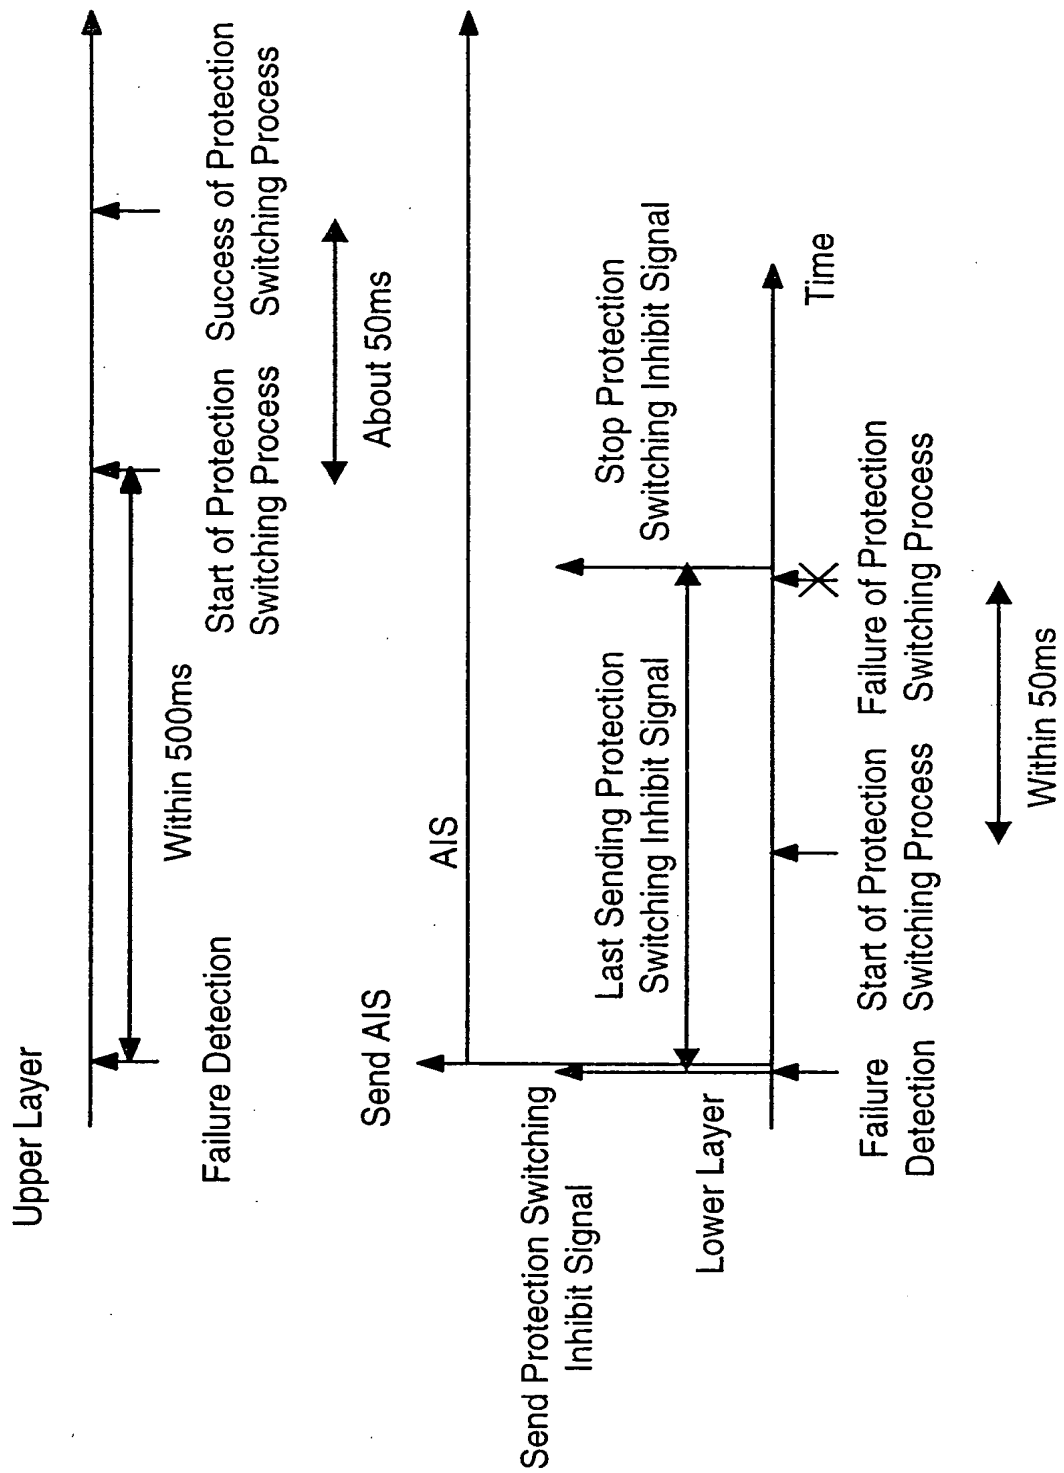 Upper Layer
Failure Detection
Within 500ms
Start of Protection
Switching Process
Success of Protection
Switching Process
About 50ms
Send AIS
AIS
Send Protection Switching
Inhibit Signal
Last Sending Protection
Switching Inhibit Signal
Stop Protection
Switching Inhibit Signal
Lower Layer
Time
Failure
Detection
Start of Protection
Switching Process
Failure of Protection
Switching Process
Within 50ms